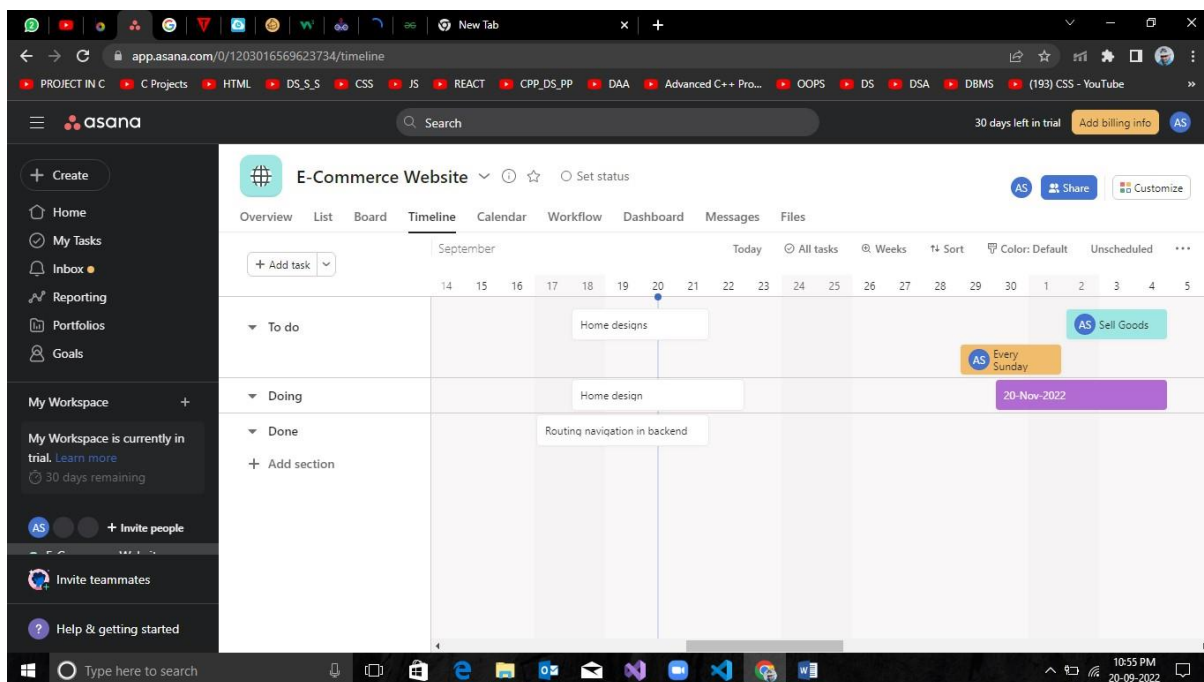 New Tab
app.asana.com/0/1203016569623734/timeline
PROJECT IN C C Projects HTML DS_S_S CSS JS REACT CPP_DS_PP DAA Advanced C++ Pro... OOPS DS DSA DBMS (193) CSS - YouTube »
asana
Search
30 days left in trial
Add billing info
AS
+ Create
Home
My Tasks
Inbox
Reporting
Portfolios
Goals
My Workspace +
My Workspace is currently in
trial. Learn more
30 days remaining
AS + Invite people
Invite teammates
? Help & getting started
E-Commerce Website
Set status
AS
Share
Customize
Overview List Board Timeline Calendar Workflow Dashboard Messages Files
+ Add task
September
Today All tasks Weeks Sort Color: Default Unscheduled ...
14 15 16 17 18 19 20 21 22 23 24 25 26 27 28 29 30 1 2 3 4 5
To do
Home designs
AS Sell Goods
AS Every
Sunday
Doing
Home design
20-Nov-2022
Done
Routing navigation in backend
+ Add section
Type here to search
10:55 PM
20-09-2022